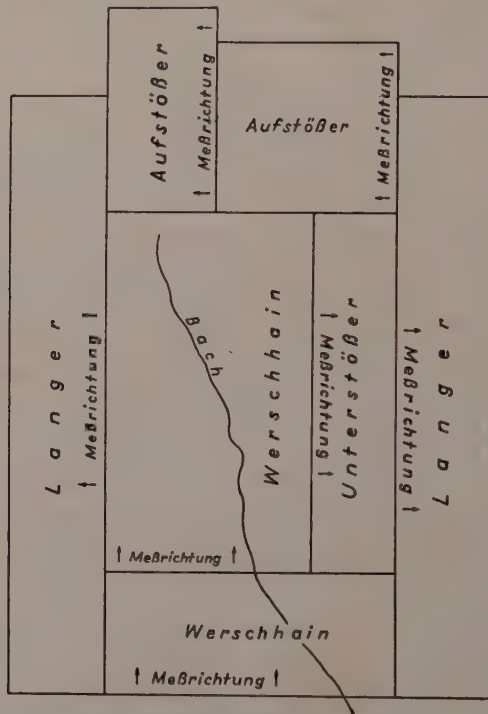 Aufstößer
↑ Meßrichtung ↑
Aufstößer
↑ Meßrichtung ↑
Langer
↑ Meßrichtung ↑
Bach
Werschhain
↑ Meßrichtung ↑
Unterstößer
↑ Meßrichtung ↑
Langer
↑ Meßrichtung ↑
Werschhain
↑ Meßrichtung ↑